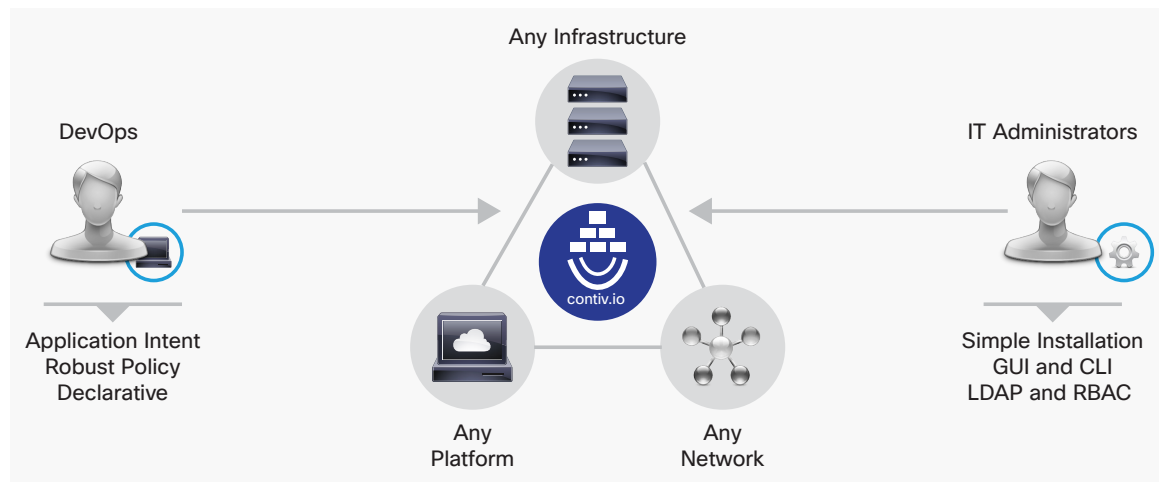 Any Infrastructure
DevOps
IT Administrators
contiv.io
Application Intent
Robust Policy
Declarative
Simple Installation
GUI and CLI
LDAP and RBAC
Any
Platform
Any
Network